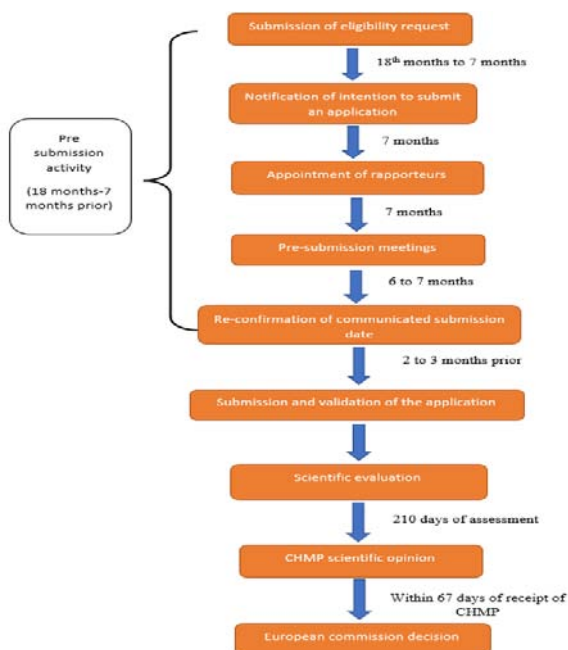 Submission of eligibility request
18th months to 7 months
Notification of intention to submit
an application
7 months
Pre
submission
activity
(18 months-7
months prior)
Appointment of rapporteurs
7 months
Pre-submission meetings
6 to 7 months
Re-confirmation of communicated submission
date
2 to 3 months prior
Submission and validation of the application
Scientific evaluation
210 days of assessment
CHMP scientific opinion
Within 67 days of receipt of
CHMP
European commission decision